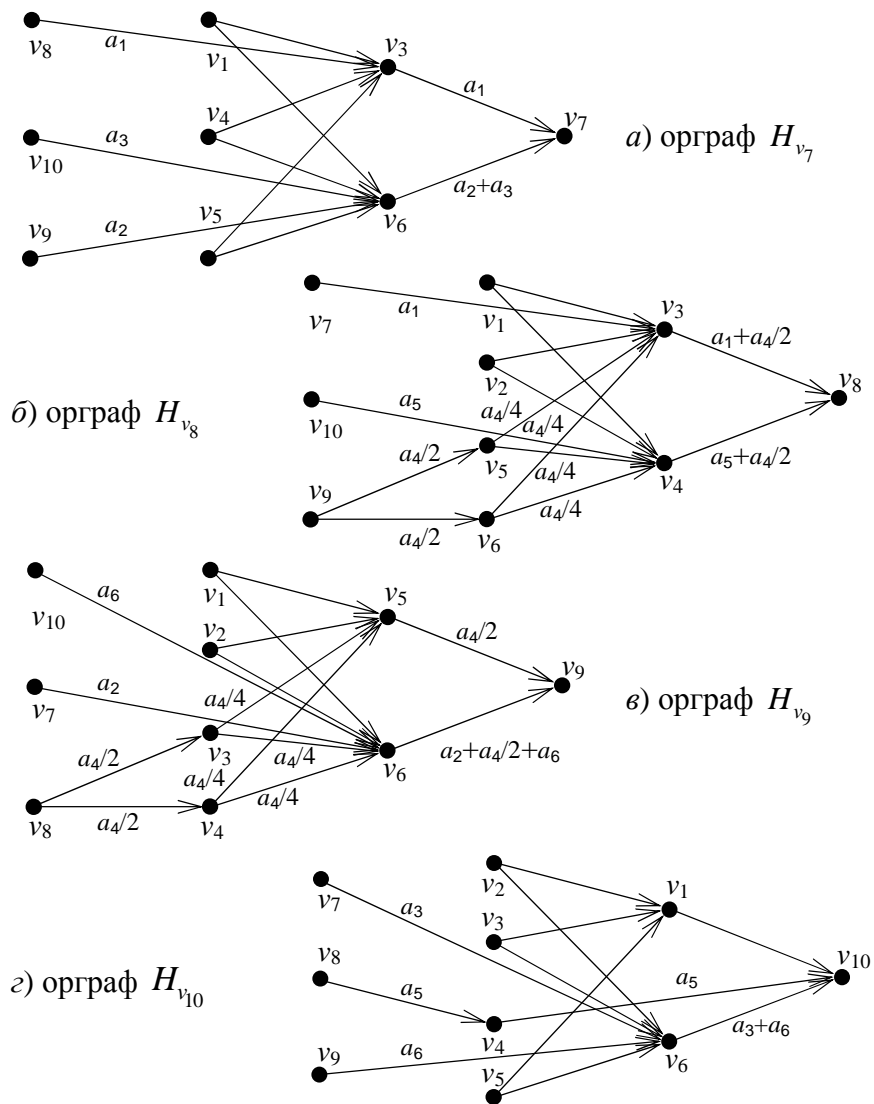 v8 a1 v1 v3 a1
v4 v7
v10 a3 а) орграф Hv7
v9 a2 v5 v6 a2+a3
v7 a1 v1 v3 a1+a4/2
v2 v8
б) орграф Hv8 v10 a5 a4/4 a4/4
v9 a4/2 v5 a4/4 v4 a5+a4/2
a4/2 v6 a4/4
v10 a6 v1 v5 a4/2
v2 v9
v7 a2 a4/4 в) орграф Hv9
a4/2 v3 a4/4 a4/4 v6 a2+a4/2+a6
v8 a4/2 v4 a4/4
v7 a3 v2 v1
v3 v10
г) орграф Hv10 v8 a5 v4 a5
v9 a6 v5 v6 a3+a6